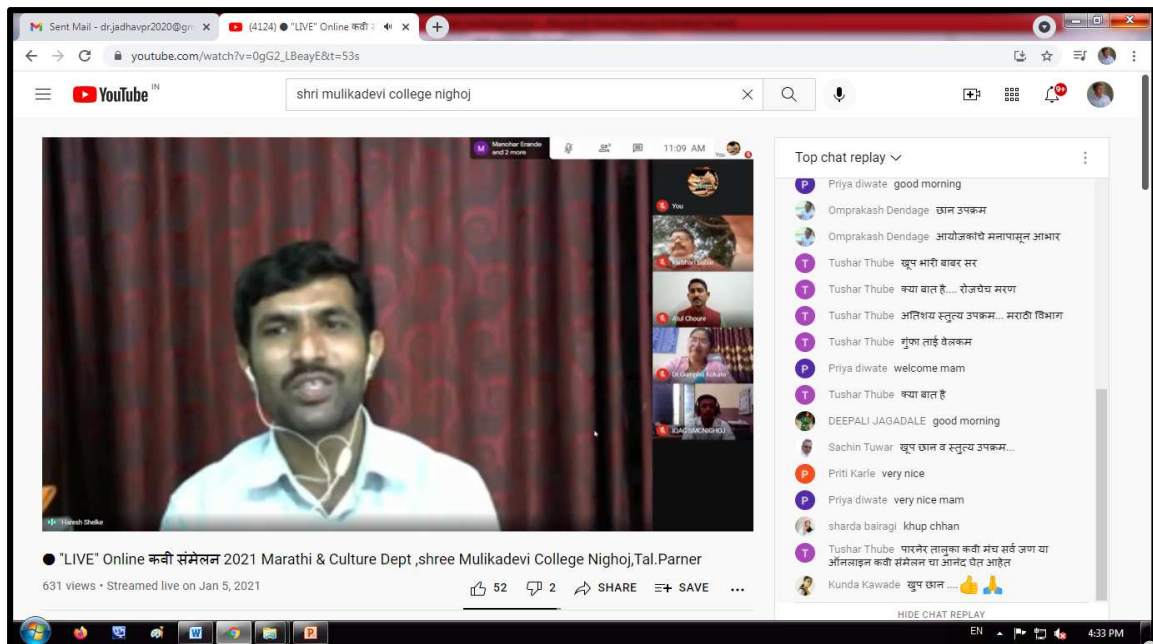 Sent Mail - dr.jadhavpr2020@gm
(4124) ● "LIVE" Online कवी सं
youtube.com/watch?v=0gG2_LBeayE&t=53s
YouTube IN
shri mulikadevi college nighoj
9+
M Manohar Erande
and 2 more
11:09 AM
You
You
Atul Choure
IQAC SMCNIGHOJ
Haresh Shelke
● "LIVE" Online कवी संमेलन 2021 Marathi & Culture Dept ,shree Mulikadevi College Nighoj,Tal.Parner
631 views • Streamed live on Jan 5, 2021
52 2 SHARE SAVE ...
Top chat replay
P Priya diwate good morning
Omprakash Dendage छान उपक्रम
Omprakash Dendage आयोजकांचे मनापासून आभार
T Tushar Thube खूप भारी बाबर सर
T Tushar Thube क्या बात है.... रोजचेच मरण
T Tushar Thube अतिशय स्तुत्य उपक्रम... मराठी विभाग
T Tushar Thube गुंफा ताई वेलकम
P Priya diwate welcome mam
T Tushar Thube क्या बात है
DEEPALI JAGADALE good morning
Sachin Tuwar खूप छान व स्तुत्य उपक्रम...
P Priti Karle very nice
P Priya diwate very nice mam
sharda bairagi khup chhan
T Tushar Thube पारनेर तालुका कवी मंच सर्व जण या
ऑनलाइन कवी संमेलन चा आनंद घेत आहेत
Kunda Kawade खुप छान ....👍🙏
HIDE CHAT REPLAY
EN
4:33 PM